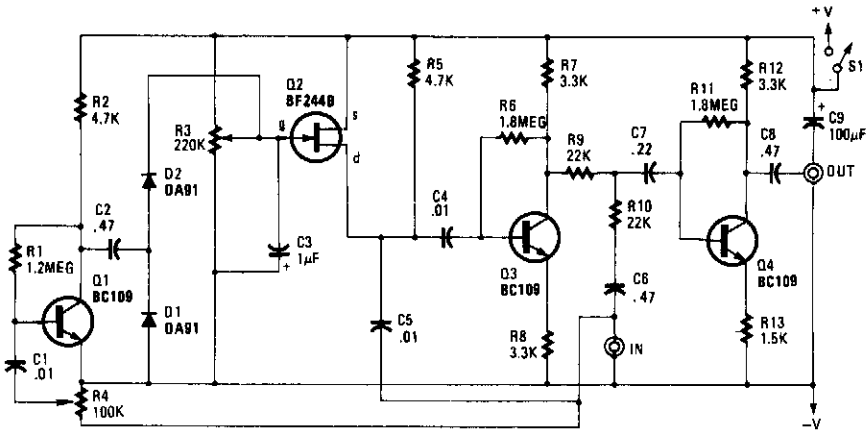 +V
S1
R2
4.7K
R3
220K
Q2
BF244B
g
s
d
R5
4.7K
R6
1.8MEG
R7
3.3K
R9
22K
C7
.22
R11
1.8MEG
R12
3.3K
C8
.47
+
C9
100µF
OUT
D2
OA91
C2
.47
R1
1.2MEG
Q1
BC109
D1
OA91
C3
1µF
+
C4
.01
C5
.01
Q3
BC109
R8
3.3K
R10
22K
C6
.47
IN
Q4
BC109
R13
1.5K
C1
.01
R4
100K
-V